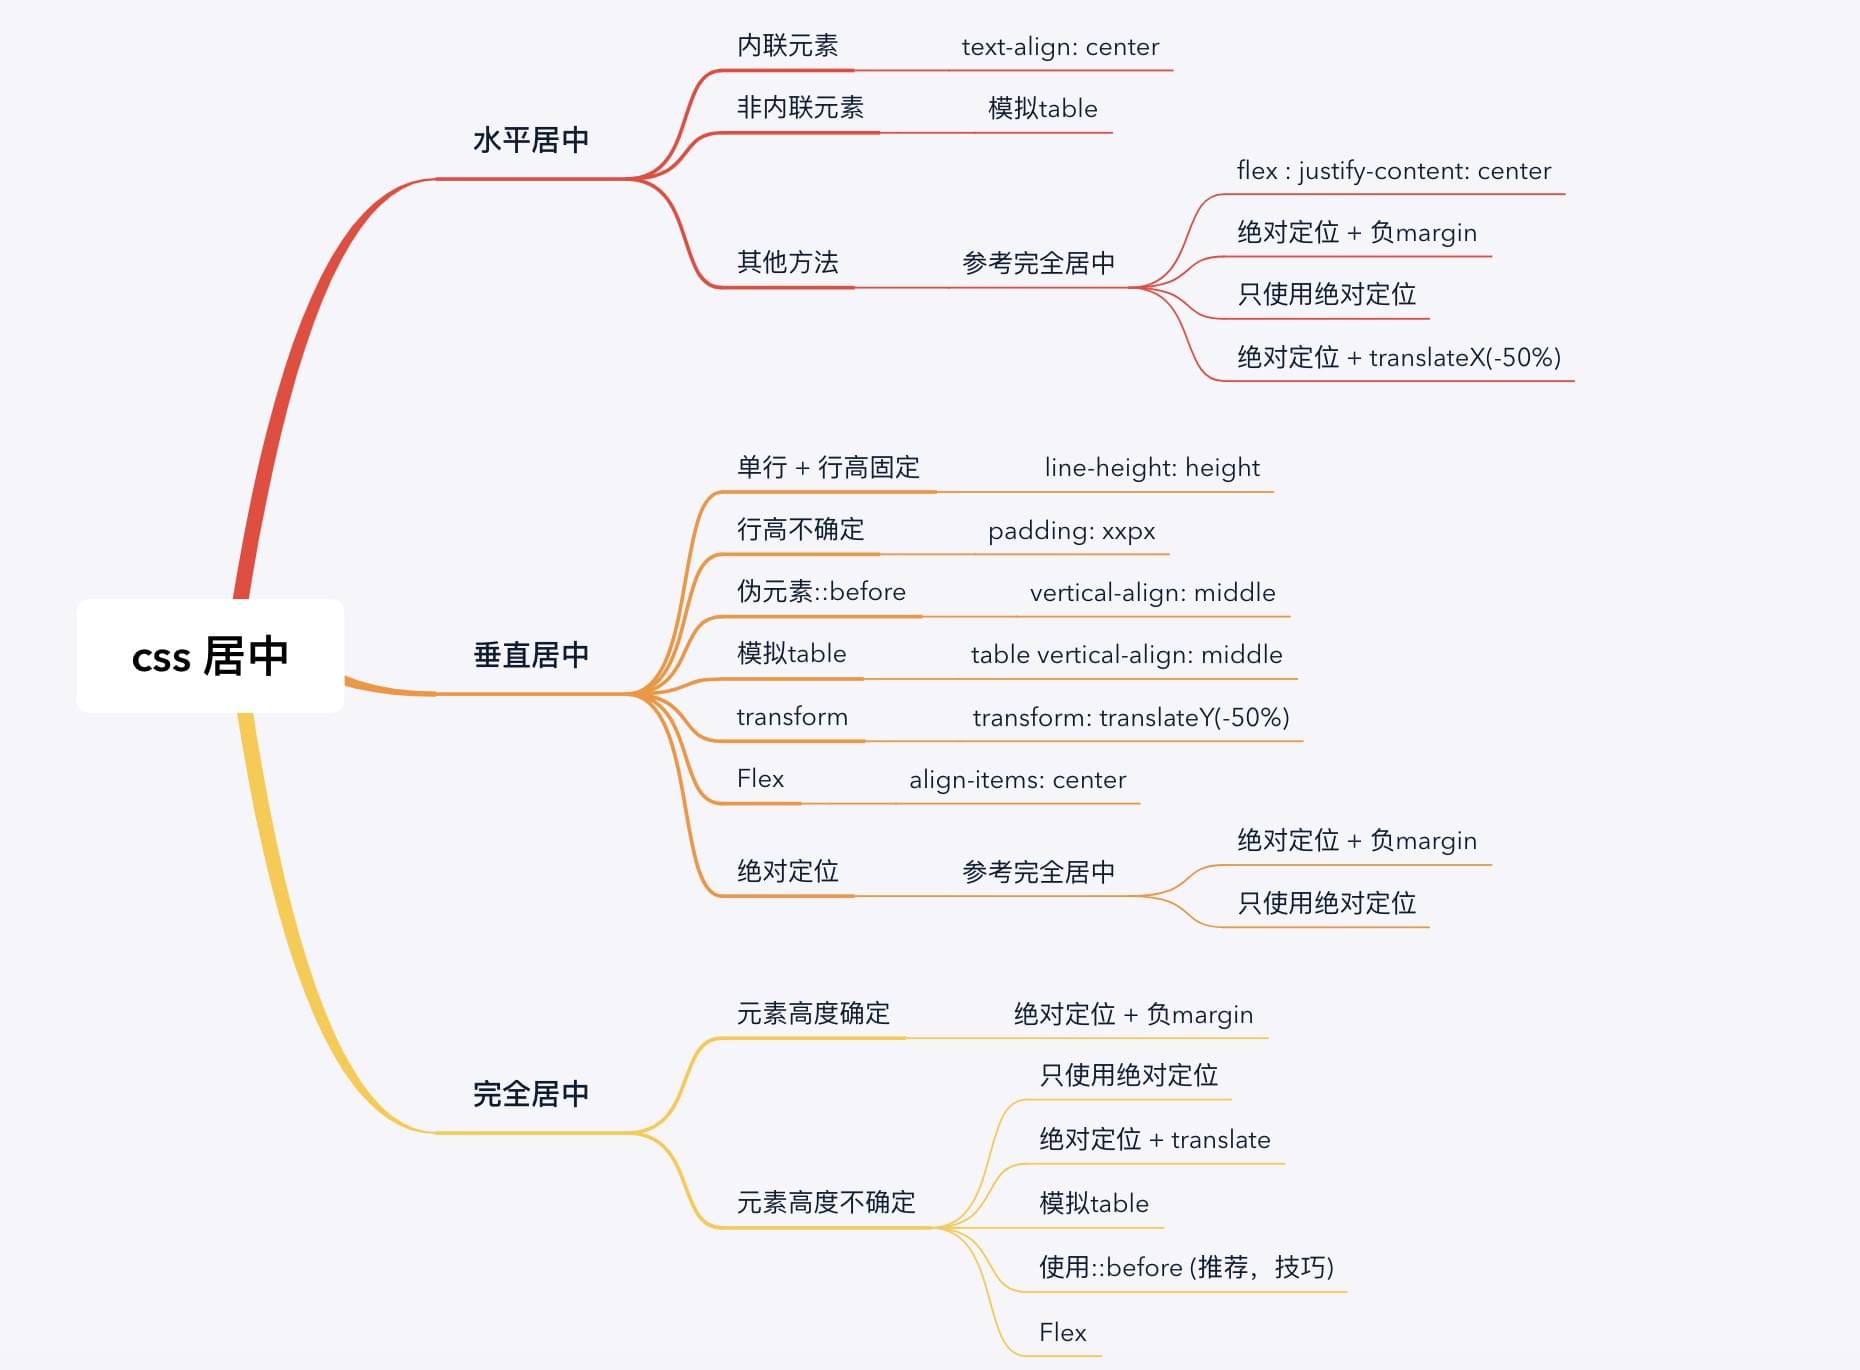 css 居中
水平居中
内联元素
text-align: center
非内联元素
模拟table
其他方法
参考完全居中
flex : justify-content: center
绝对定位 + 负margin
只使用绝对定位
绝对定位 + translateX(-50%)
垂直居中
单行 + 行高固定
line-height: height
行高不确定
padding: xxpx
伪元素::before
vertical-align: middle
模拟table
table vertical-align: middle
transform
transform: translateY(-50%)
Flex
align-items: center
绝对定位
参考完全居中
绝对定位 + 负margin
只使用绝对定位
完全居中
元素高度确定
绝对定位 + 负margin
元素高度不确定
只使用绝对定位
绝对定位 + translate
模拟table
使用::before (推荐，技巧)
Flex